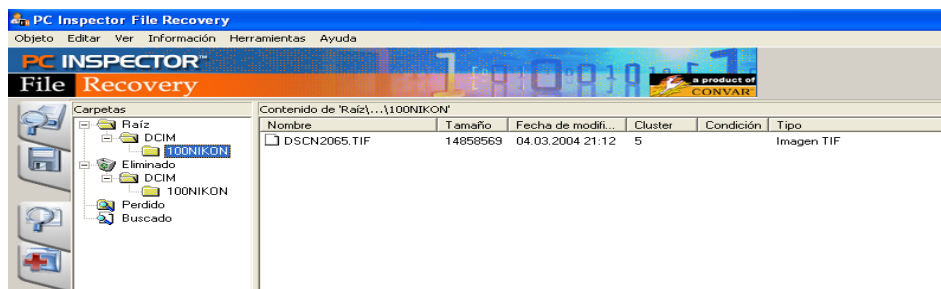 PC Inspector File Recovery
Objeto Editar Ver Información Herramientas Ayuda
PC INSPECTOR™
File Recovery
a product of
CONVAR
Carpetas
Contenido de 'Raíz\...\100NIKON'
Raíz
DCIM
100NIKON
Eliminado
DCIM
100NIKON
Perdido
Buscado
Nombre Tamaño Fecha de modifi... Cluster Condición Tipo
DSCN2065.TIF 14858569 04.03.2004 21:12 5 Imagen TIF